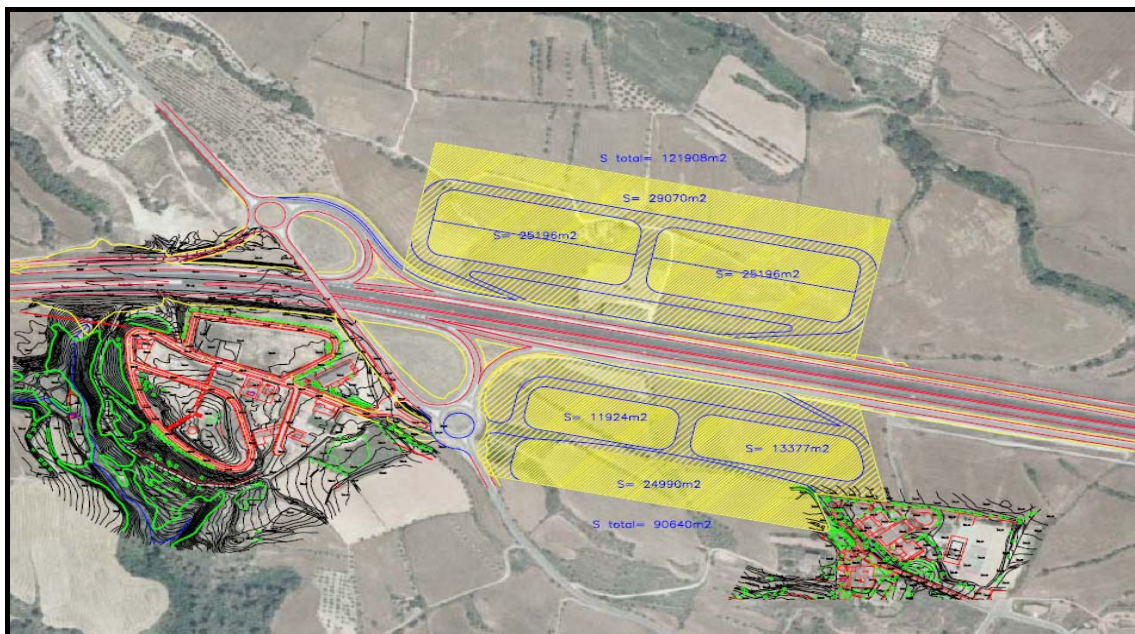 S total= 121908m2
S= 29070m2
S= 25196m2
S= 25196m2
S= 11924m2
S= 13377m2
S= 24990m2
S total= 90640m2